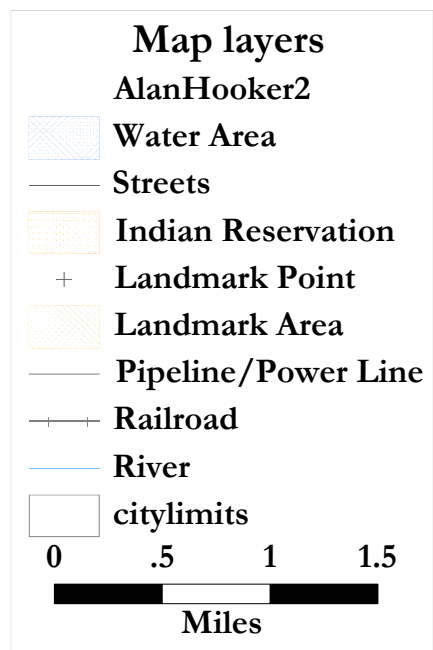 Map layers
AlanHooker2
Water Area
Streets
Indian Reservation
Landmark Point
Landmark Area
Pipeline/Power Line
Railroad
River
citylimits
0 .5 1 1.5
Miles